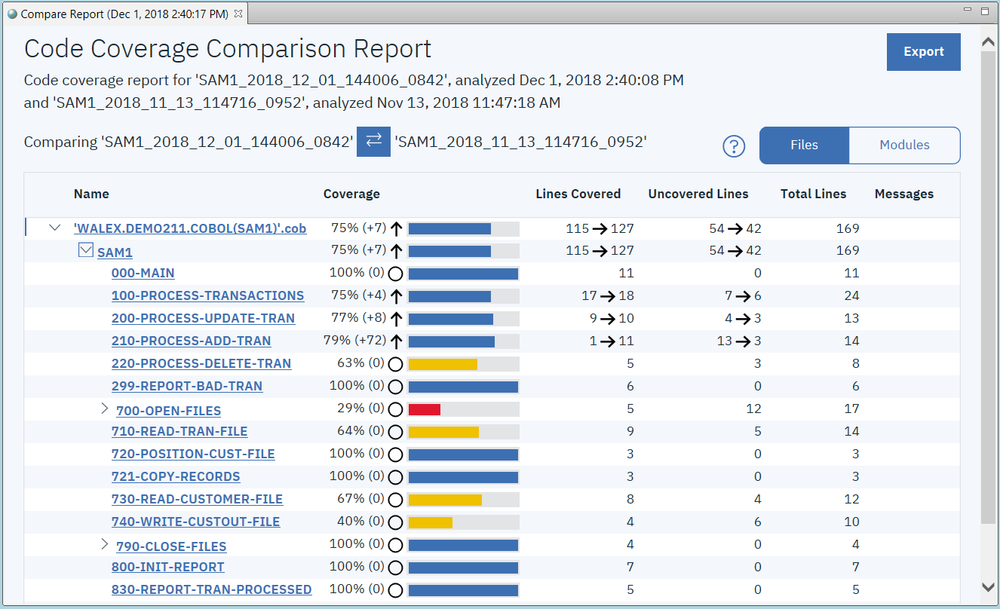 Compare Report (Dec 1, 2018 2:40:17 PM)
Code Coverage Comparison Report
Export
Code coverage report for 'SAM1_2018_12_01_144006_0842', analyzed Dec 1, 2018 2:40:08 PM
and 'SAM1_2018_11_13_114716_0952', analyzed Nov 13, 2018 11:47:18 AM
Comparing 'SAM1_2018_12_01_144006_0842' ⇄ 'SAM1_2018_11_13_114716_0952' ? Files Modules
Name Coverage Lines Covered Uncovered Lines Total Lines Messages
'WALEX.DEMO211.COBOL(SAM1)'.cob 75% (+7) ↑ 115 → 127 54 → 42 169
SAM1 75% (+7) ↑ 115 → 127 54 → 42 169
000-MAIN 100% (0) 11 0 11
100-PROCESS-TRANSACTIONS 75% (+4) ↑ 17 → 18 7 → 6 24
200-PROCESS-UPDATE-TRAN 77% (+8) ↑ 9 → 10 4 → 3 13
210-PROCESS-ADD-TRAN 79% (+72) ↑ 1 → 11 13 → 3 14
220-PROCESS-DELETE-TRAN 63% (0) 5 3 8
299-REPORT-BAD-TRAN 100% (0) 6 0 6
700-OPEN-FILES 29% (0) 5 12 17
710-READ-TRAN-FILE 64% (0) 9 5 14
720-POSITION-CUST-FILE 100% (0) 3 0 3
721-COPY-RECORDS 100% (0) 3 0 3
730-READ-CUSTOMER-FILE 67% (0) 8 4 12
740-WRITE-CUSTOUT-FILE 40% (0) 4 6 10
790-CLOSE-FILES 100% (0) 4 0 4
800-INIT-REPORT 100% (0) 7 0 7
830-REPORT-TRAN-PROCESSED 100% (0) 5 0 5